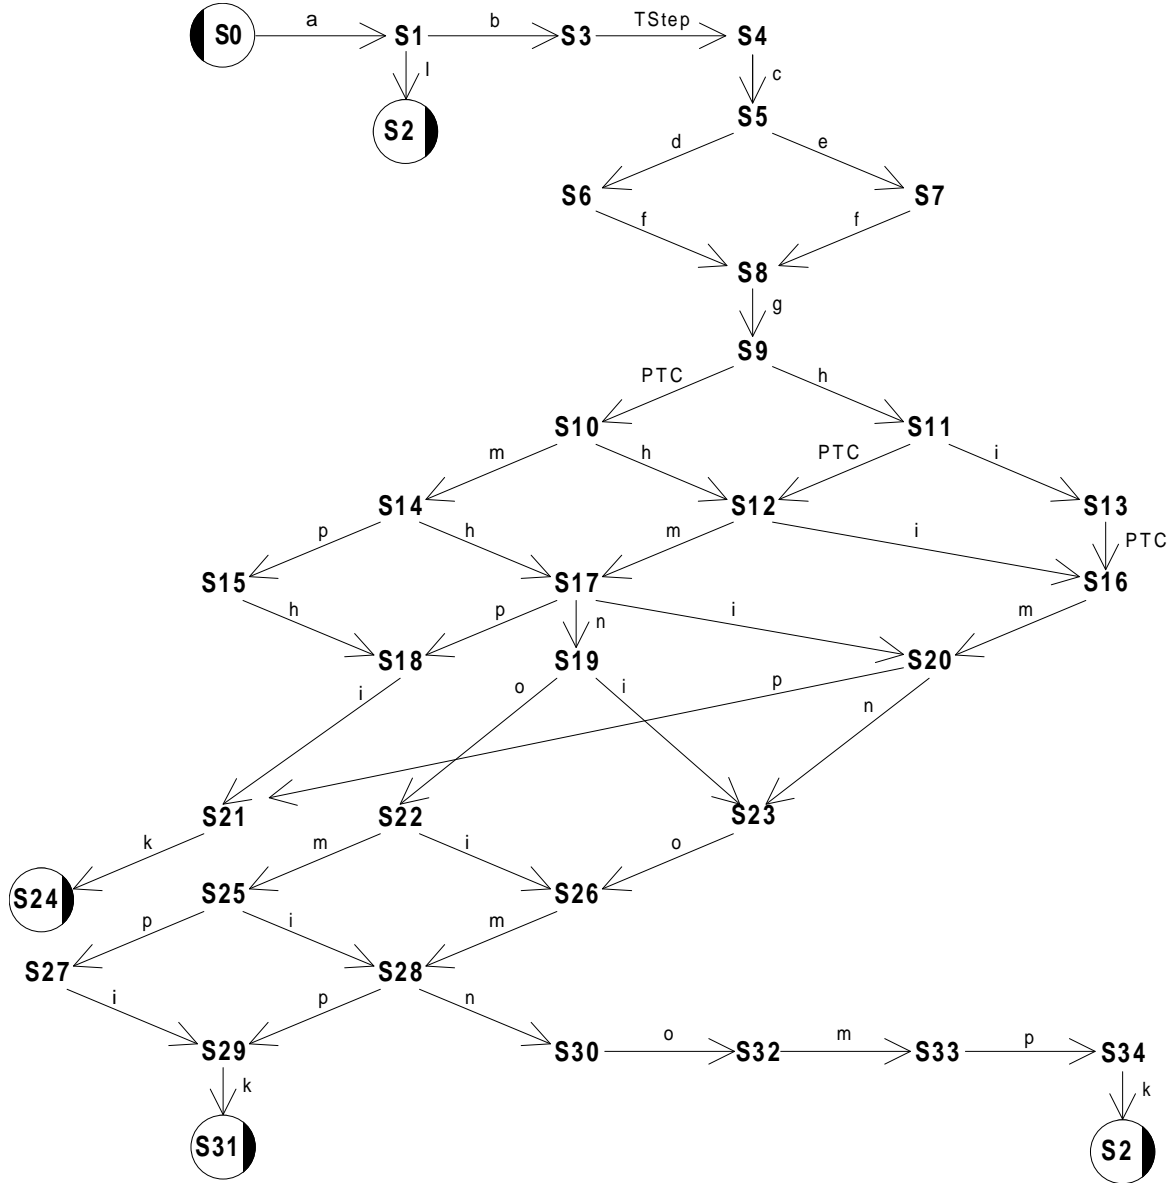 S0 a S1 b S3 TStep S4
l c
S2 S5
d e
S6 S7
f f
S8
g
S9
PTC h
S10 S11
m h PTC i
S14 S12 S13
p h m i PTC
S15 S17 S16
h p n i m
S18 S19 S20
i o i p n
S21 S22 S23
k m i o
S24 S25 S26
p i m
S27 S28
i p n
S29 S30 o S32 m S33 p S34
k k
S31 S2